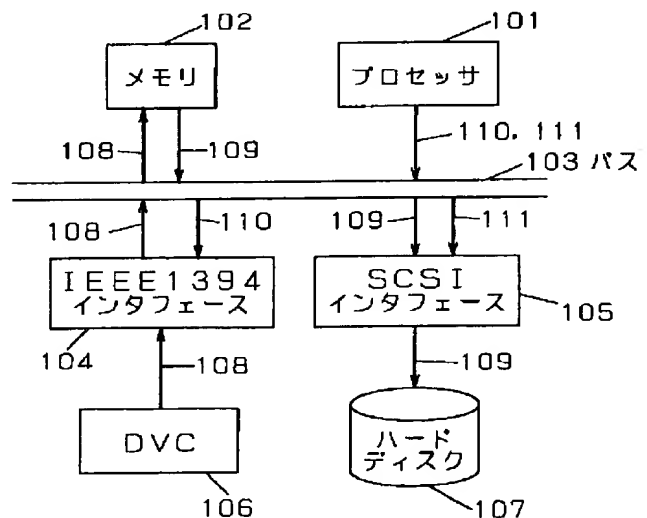 102
メモリ
101
プロセッサ
108
109
110, 111
103 バス
108
110
109
111
IEEE1394
インタフェース
104
SCSI
インタフェース
105
108
109
DVC
106
ハード
ディスク
107